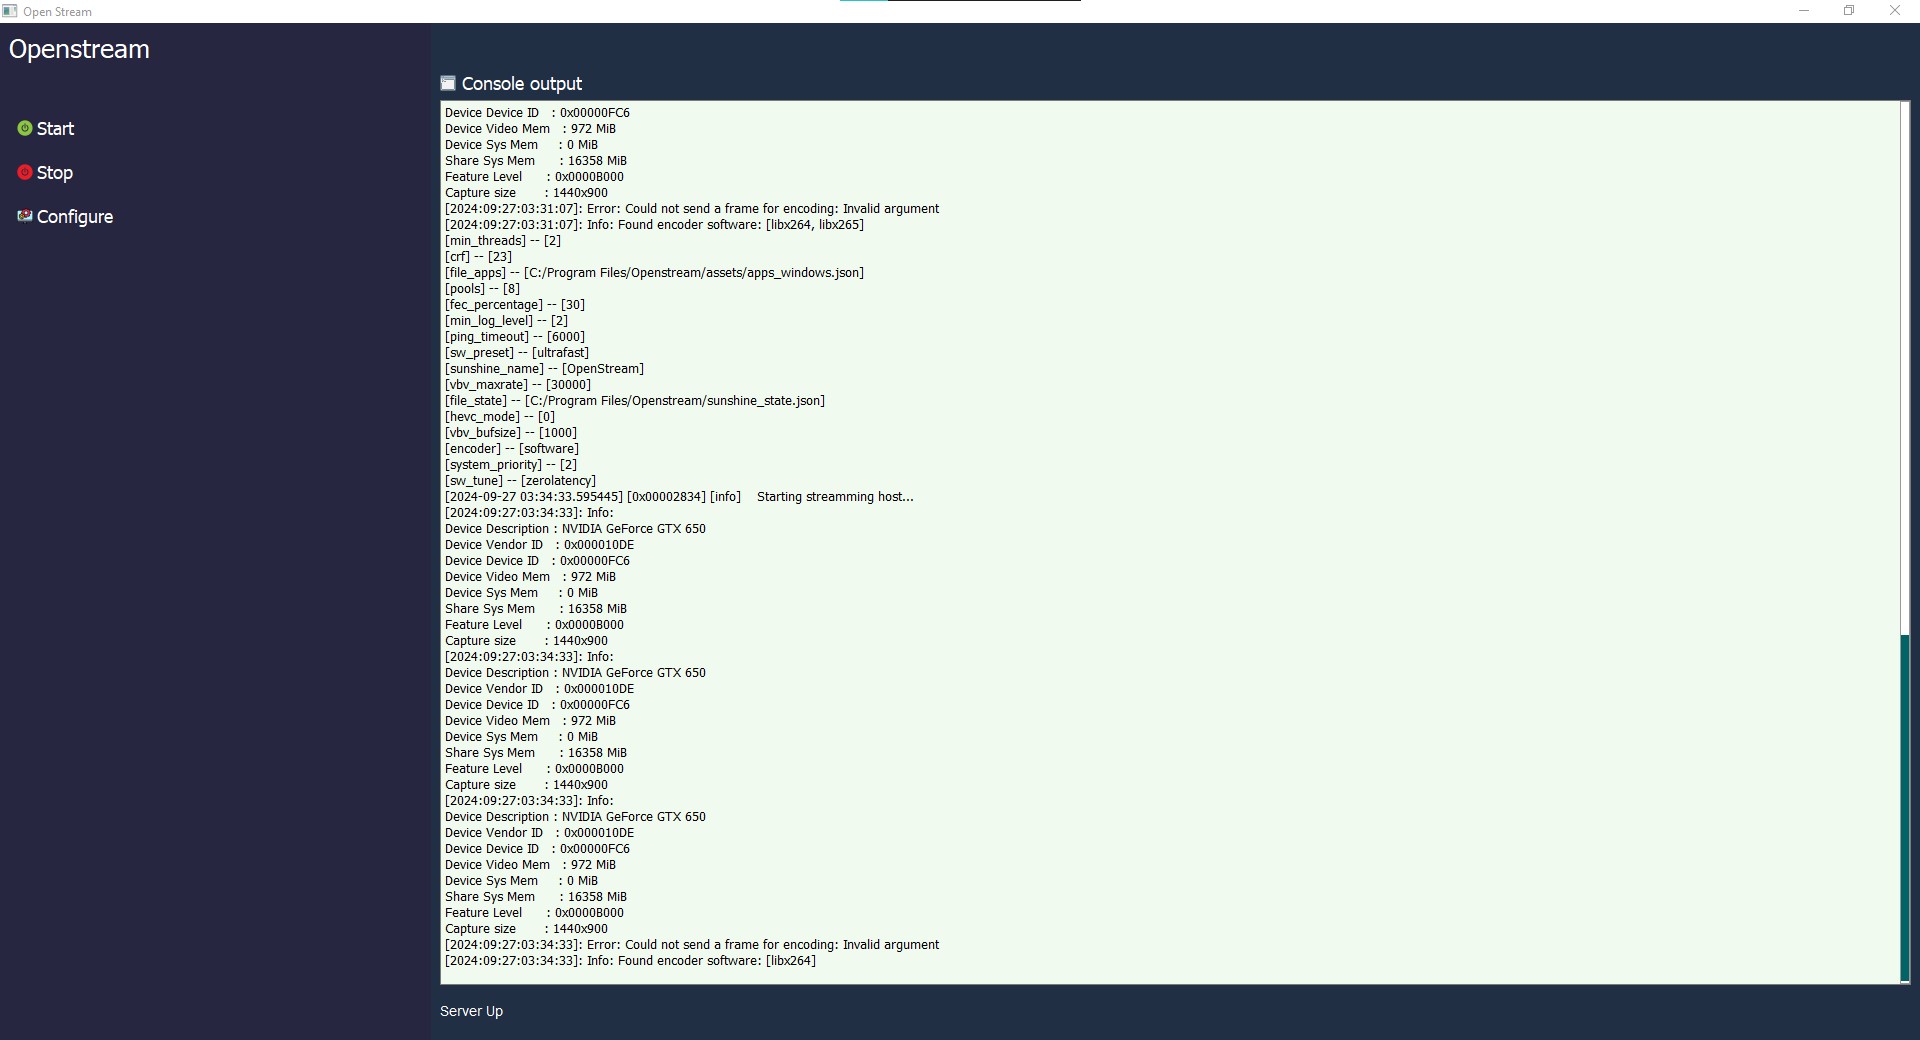 Open Stream
Openstream
Start
Stop
Configure
Console output
Device Device ID : 0x00000FC6
Device Video Mem : 972 MiB
Device Sys Mem : 0 MiB
Share Sys Mem : 16358 MiB
Feature Level : 0x0000B000
Capture size : 1440x900
[2024:09:27:03:31:07]: Error: Could not send a frame for encoding: Invalid argument
[2024:09:27:03:31:07]: Info: Found encoder software: [libx264, libx265]
[min_threads] -- [2]
[crf] -- [23]
[file_apps] -- [C:/Program Files/Openstream/assets/apps_windows.json]
[pools] -- [8]
[fec_percentage] -- [30]
[min_log_level] -- [2]
[ping_timeout] -- [6000]
[sw_preset] -- [ultrafast]
[sunshine_name] -- [OpenStream]
[vbv_maxrate] -- [30000]
[file_state] -- [C:/Program Files/Openstream/sunshine_state.json]
[hevc_mode] -- [0]
[vbv_bufsize] -- [1000]
[encoder] -- [software]
[system_priority] -- [2]
[sw_tune] -- [zerolatency]
[2024-09-27 03:34:33.595445] [0x00002834] [info] Starting streamming host...
[2024:09:27:03:34:33]: Info:
Device Description : NVIDIA GeForce GTX 650
Device Vendor ID : 0x000010DE
Device Device ID : 0x00000FC6
Device Video Mem : 972 MiB
Device Sys Mem : 0 MiB
Share Sys Mem : 16358 MiB
Feature Level : 0x0000B000
Capture size : 1440x900
[2024:09:27:03:34:33]: Info:
Device Description : NVIDIA GeForce GTX 650
Device Vendor ID : 0x000010DE
Device Device ID : 0x00000FC6
Device Video Mem : 972 MiB
Device Sys Mem : 0 MiB
Share Sys Mem : 16358 MiB
Feature Level : 0x0000B000
Capture size : 1440x900
[2024:09:27:03:34:33]: Info:
Device Description : NVIDIA GeForce GTX 650
Device Vendor ID : 0x000010DE
Device Device ID : 0x00000FC6
Device Video Mem : 972 MiB
Device Sys Mem : 0 MiB
Share Sys Mem : 16358 MiB
Feature Level : 0x0000B000
Capture size : 1440x900
[2024:09:27:03:34:33]: Error: Could not send a frame for encoding: Invalid argument
[2024:09:27:03:34:33]: Info: Found encoder software: [libx264]
Server Up